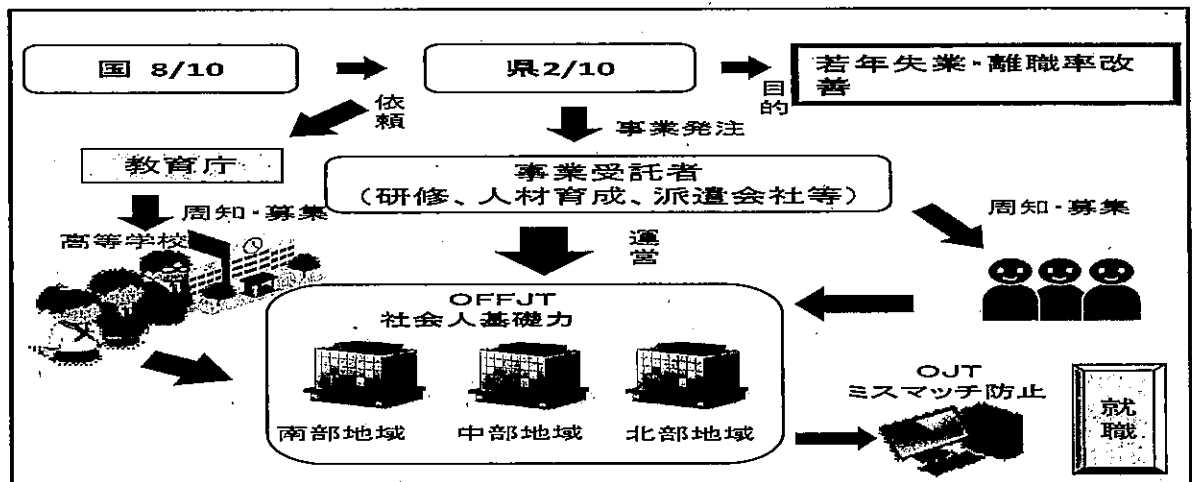 国 8/10
県2/10
若年失業・離職率改
善
目的
依頼
事業発注
教育庁
事業受託者
(研修、人材育成、派遣会社等)
周知・募集
周知・募集
高等学校
運営
OFFJT
社会人基礎力
南部地域
中部地域
北部地域
OJT
ミスマッチ防止
就職